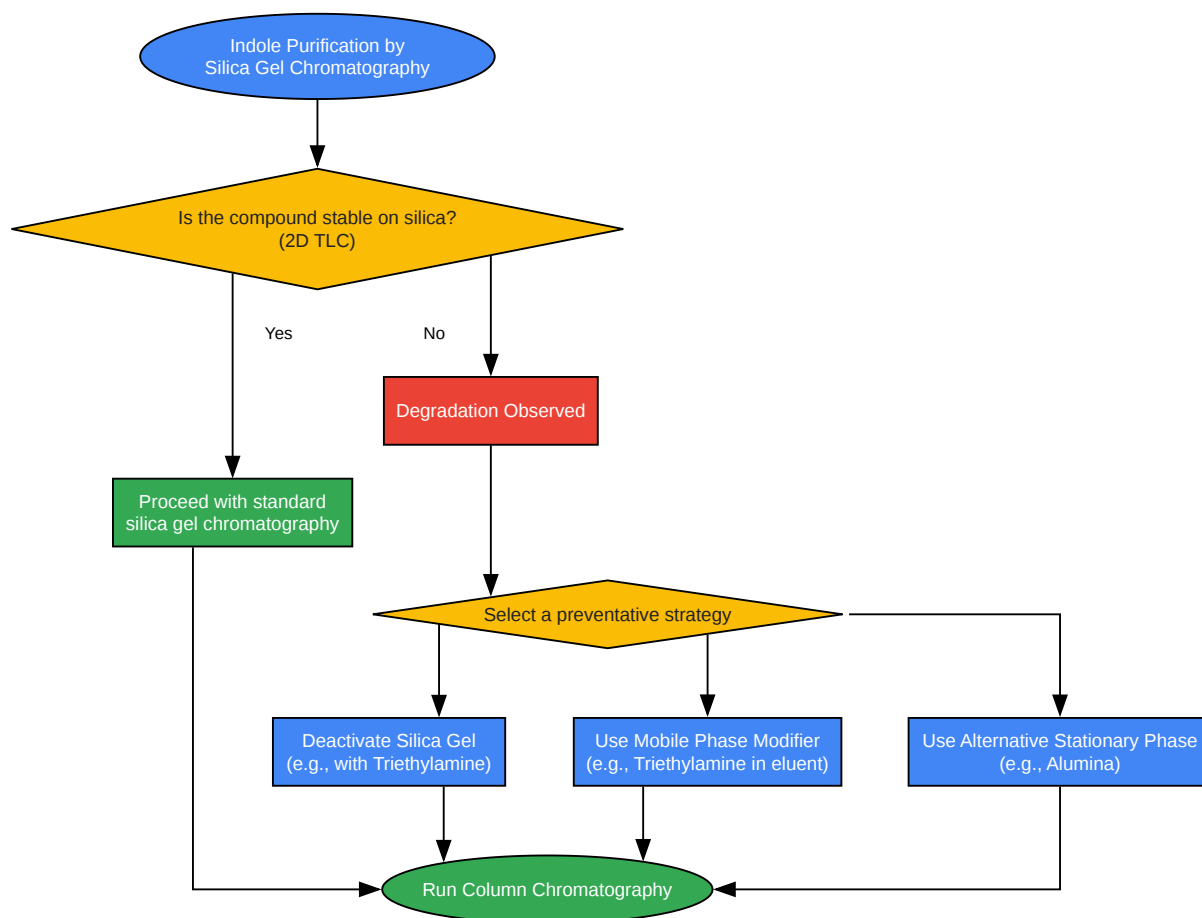 Indole Purification by
Silica Gel Chromatography
Is the compound stable on silica?
(2D TLC)
Yes
No
Degradation Observed
Proceed with standard
silica gel chromatography
Select a preventative strategy
Deactivate Silica Gel
(e.g., with Triethylamine)
Use Mobile Phase Modifier
(e.g., Triethylamine in eluent)
Use Alternative Stationary Phase
(e.g., Alumina)
Run Column Chromatography